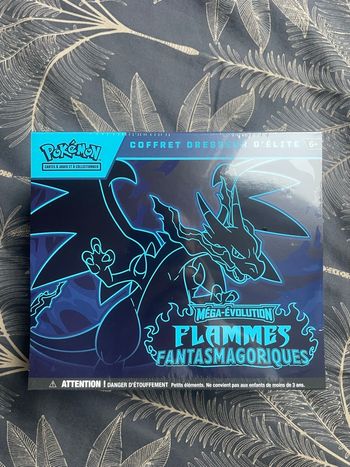 POKÉMON
CARTES À JOUER ET À COLLECTIONNER
COFFRET DRESSEUR D'ÉLITE 6+
MÉGA-ÉVOLUTION
FLAMMES
FANTASMAGORIQUES
ATTENTION ! DANGER D'ÉTOUFFEMENT Petits éléments. Ne convient pas aux enfants de moins de 3 ans.